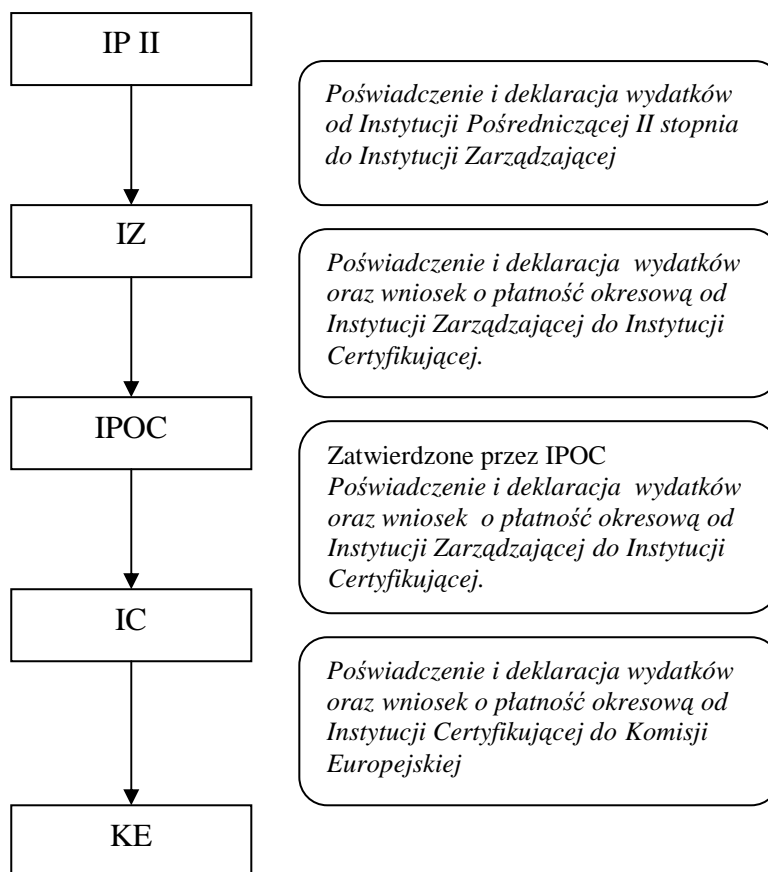 IP II
Poświadczenie i deklaracja wydatków
od Instytucji Pośredniczącej II stopnia
do Instytucji Zarządzającej
IZ
Poświadczenie i deklaracja wydatków
oraz wniosek o płatność okresową od
Instytucji Zarządzającej do Instytucji
Certyfikującej.
IPOC
Zatwierdzone przez IPOC
Poświadczenie i deklaracja wydatków
oraz wniosek o płatność okresową od
Instytucji Zarządzającej do Instytucji
Certyfikującej.
IC
Poświadczenie i deklaracja wydatków
oraz wniosek o płatność okresową od
Instytucji Certyfikującej do Komisji
Europejskiej
KE